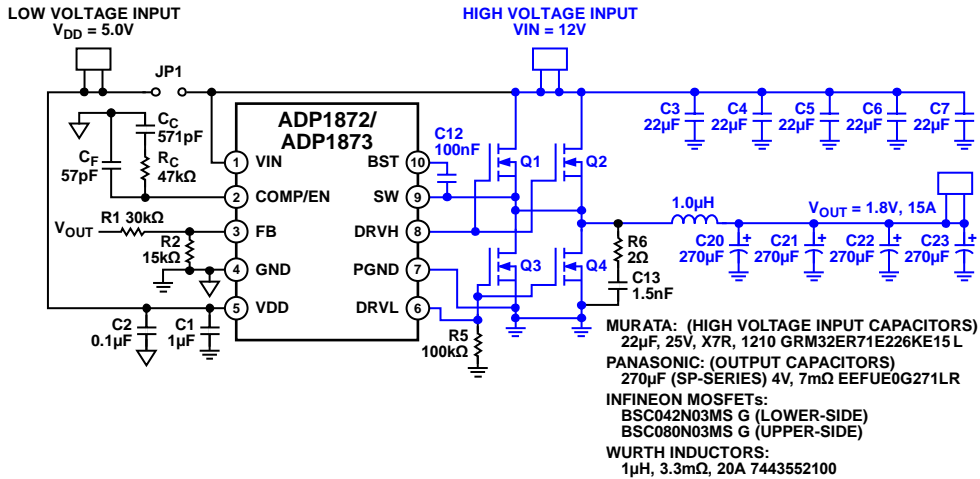 LOW VOLTAGE INPUT
VDD = 5.0V
HIGH VOLTAGE INPUT
VIN = 12V
JP1
ADP1872/
ADP1873
CC
571pF
CF
57pF
RC
47kΩ
C12
100nF
1
VIN
BST
10
2
COMP/EN
SW
9
3
FB
DRVH
8
4
GND
PGND
7
5
VDD
DRVL
6
VOUT
R1 30kΩ
R2
15kΩ
C2
0.1µF
C1
1µF
R5
100kΩ
Q1
Q2
Q3
Q4
C3
22µF
C4
22µF
C5
22µF
C6
22µF
C7
22µF
1.0µH
VOUT = 1.8V, 15A
R6
2Ω
C13
1.5nF
C20
270µF
+
C21
270µF
+
C22
270µF
+
C23
270µF
+
MURATA: (HIGH VOLTAGE INPUT CAPACITORS)
22µF, 25V, X7R, 1210 GRM32ER71E226KE15L
PANASONIC: (OUTPUT CAPACITORS)
270µF (SP-SERIES) 4V, 7mΩ EEFUE0G271LR
INFINEON MOSFETs:
BSC042N03MS G (LOWER-SIDE)
BSC080N03MS G (UPPER-SIDE)
WURTH INDUCTORS:
1µH, 3.3mΩ, 20A 7443552100